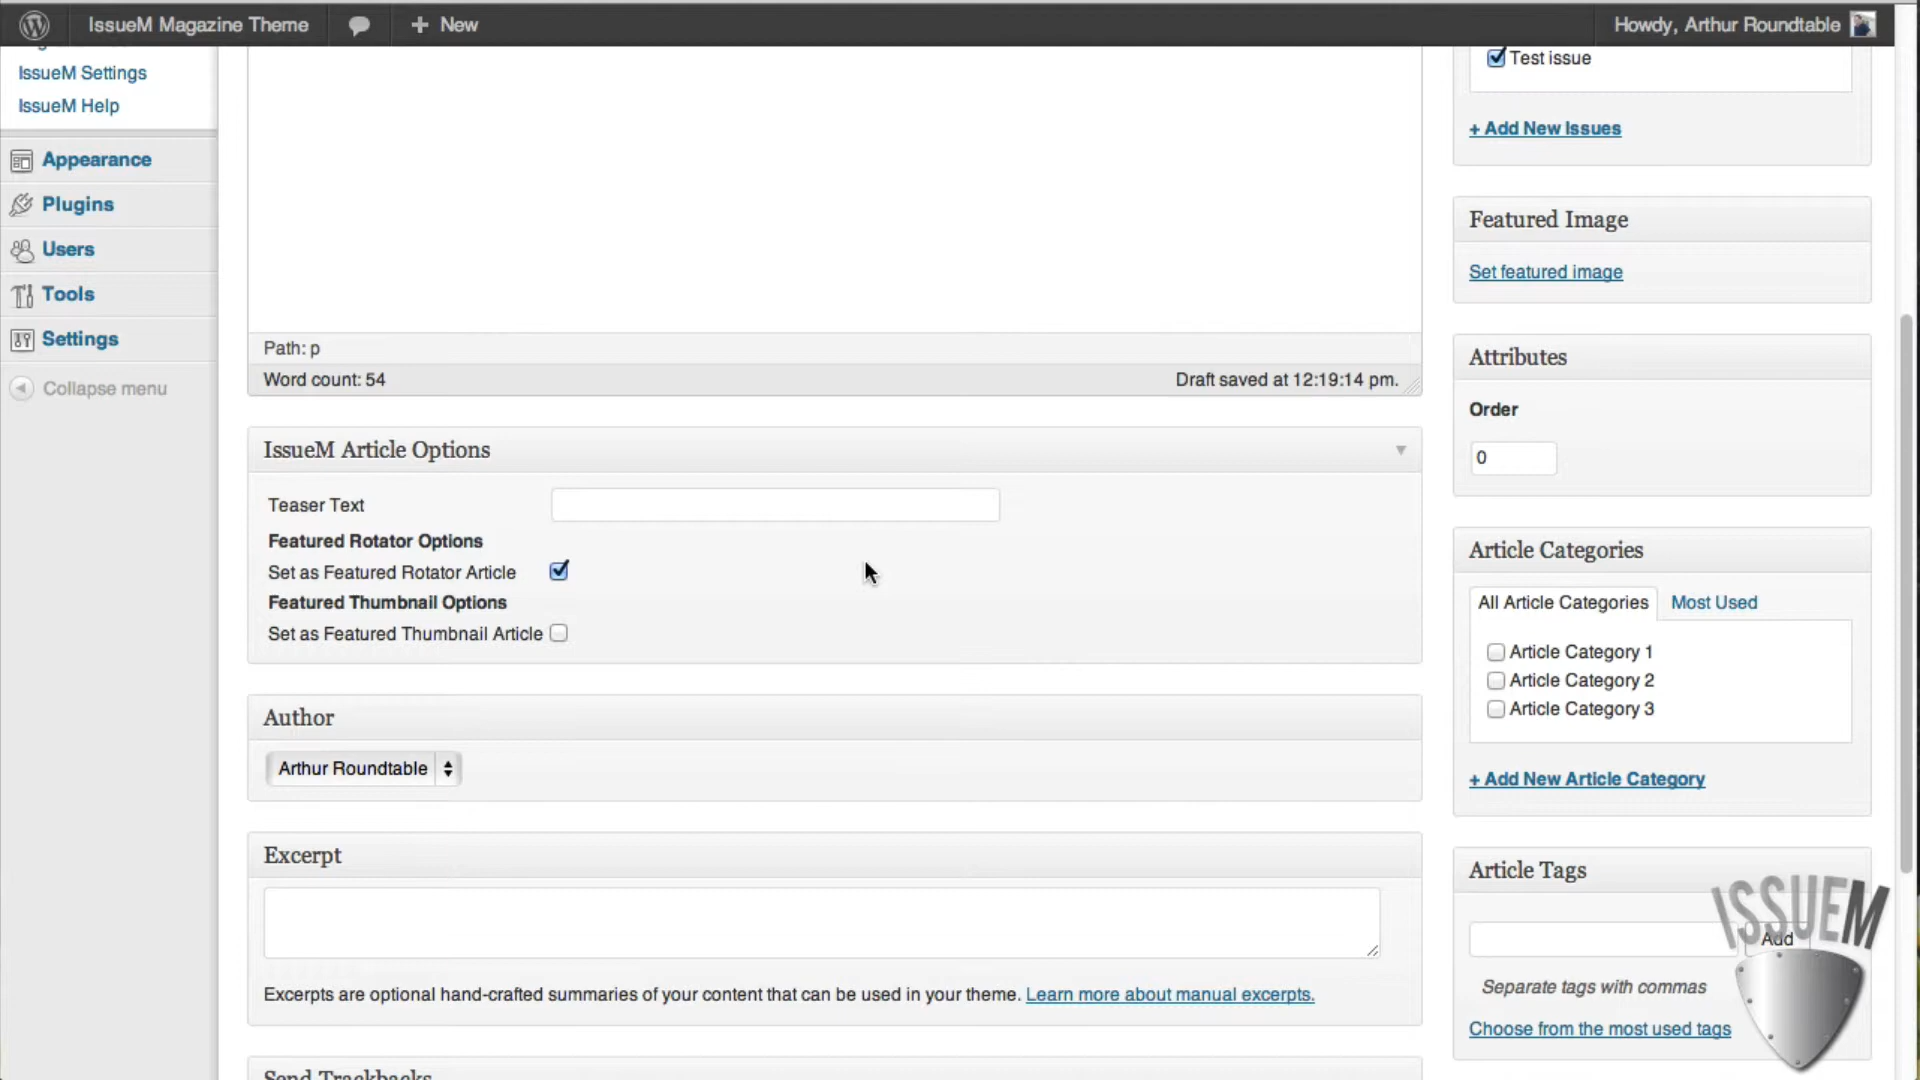 IssueM Magazine Theme
New
Howdy, Arthur Roundtable
IssueM Settings
IssueM Help
Appearance
Plugins
Users
Tools
Settings
Collapse menu
Path: p
Word count: 54
Draft saved at 12:19:14 pm.
IssueM Article Options
Teaser Text
Featured Rotator Options
Set as Featured Rotator Article
Featured Thumbnail Options
Set as Featured Thumbnail Article
Author
Arthur Roundtable
Excerpt
Excerpts are optional hand-crafted summaries of your content that can be used in your theme. Learn more about manual excerpts.
Send Trackbacks
Test issue
+ Add New Issues
Featured Image
Set featured image
Attributes
Order
0
Article Categories
All Article Categories
Most Used
Article Category 1
Article Category 2
Article Category 3
+ Add New Article Category
Article Tags
Add
Separate tags with commas
Choose from the most used tags
ISSUEM